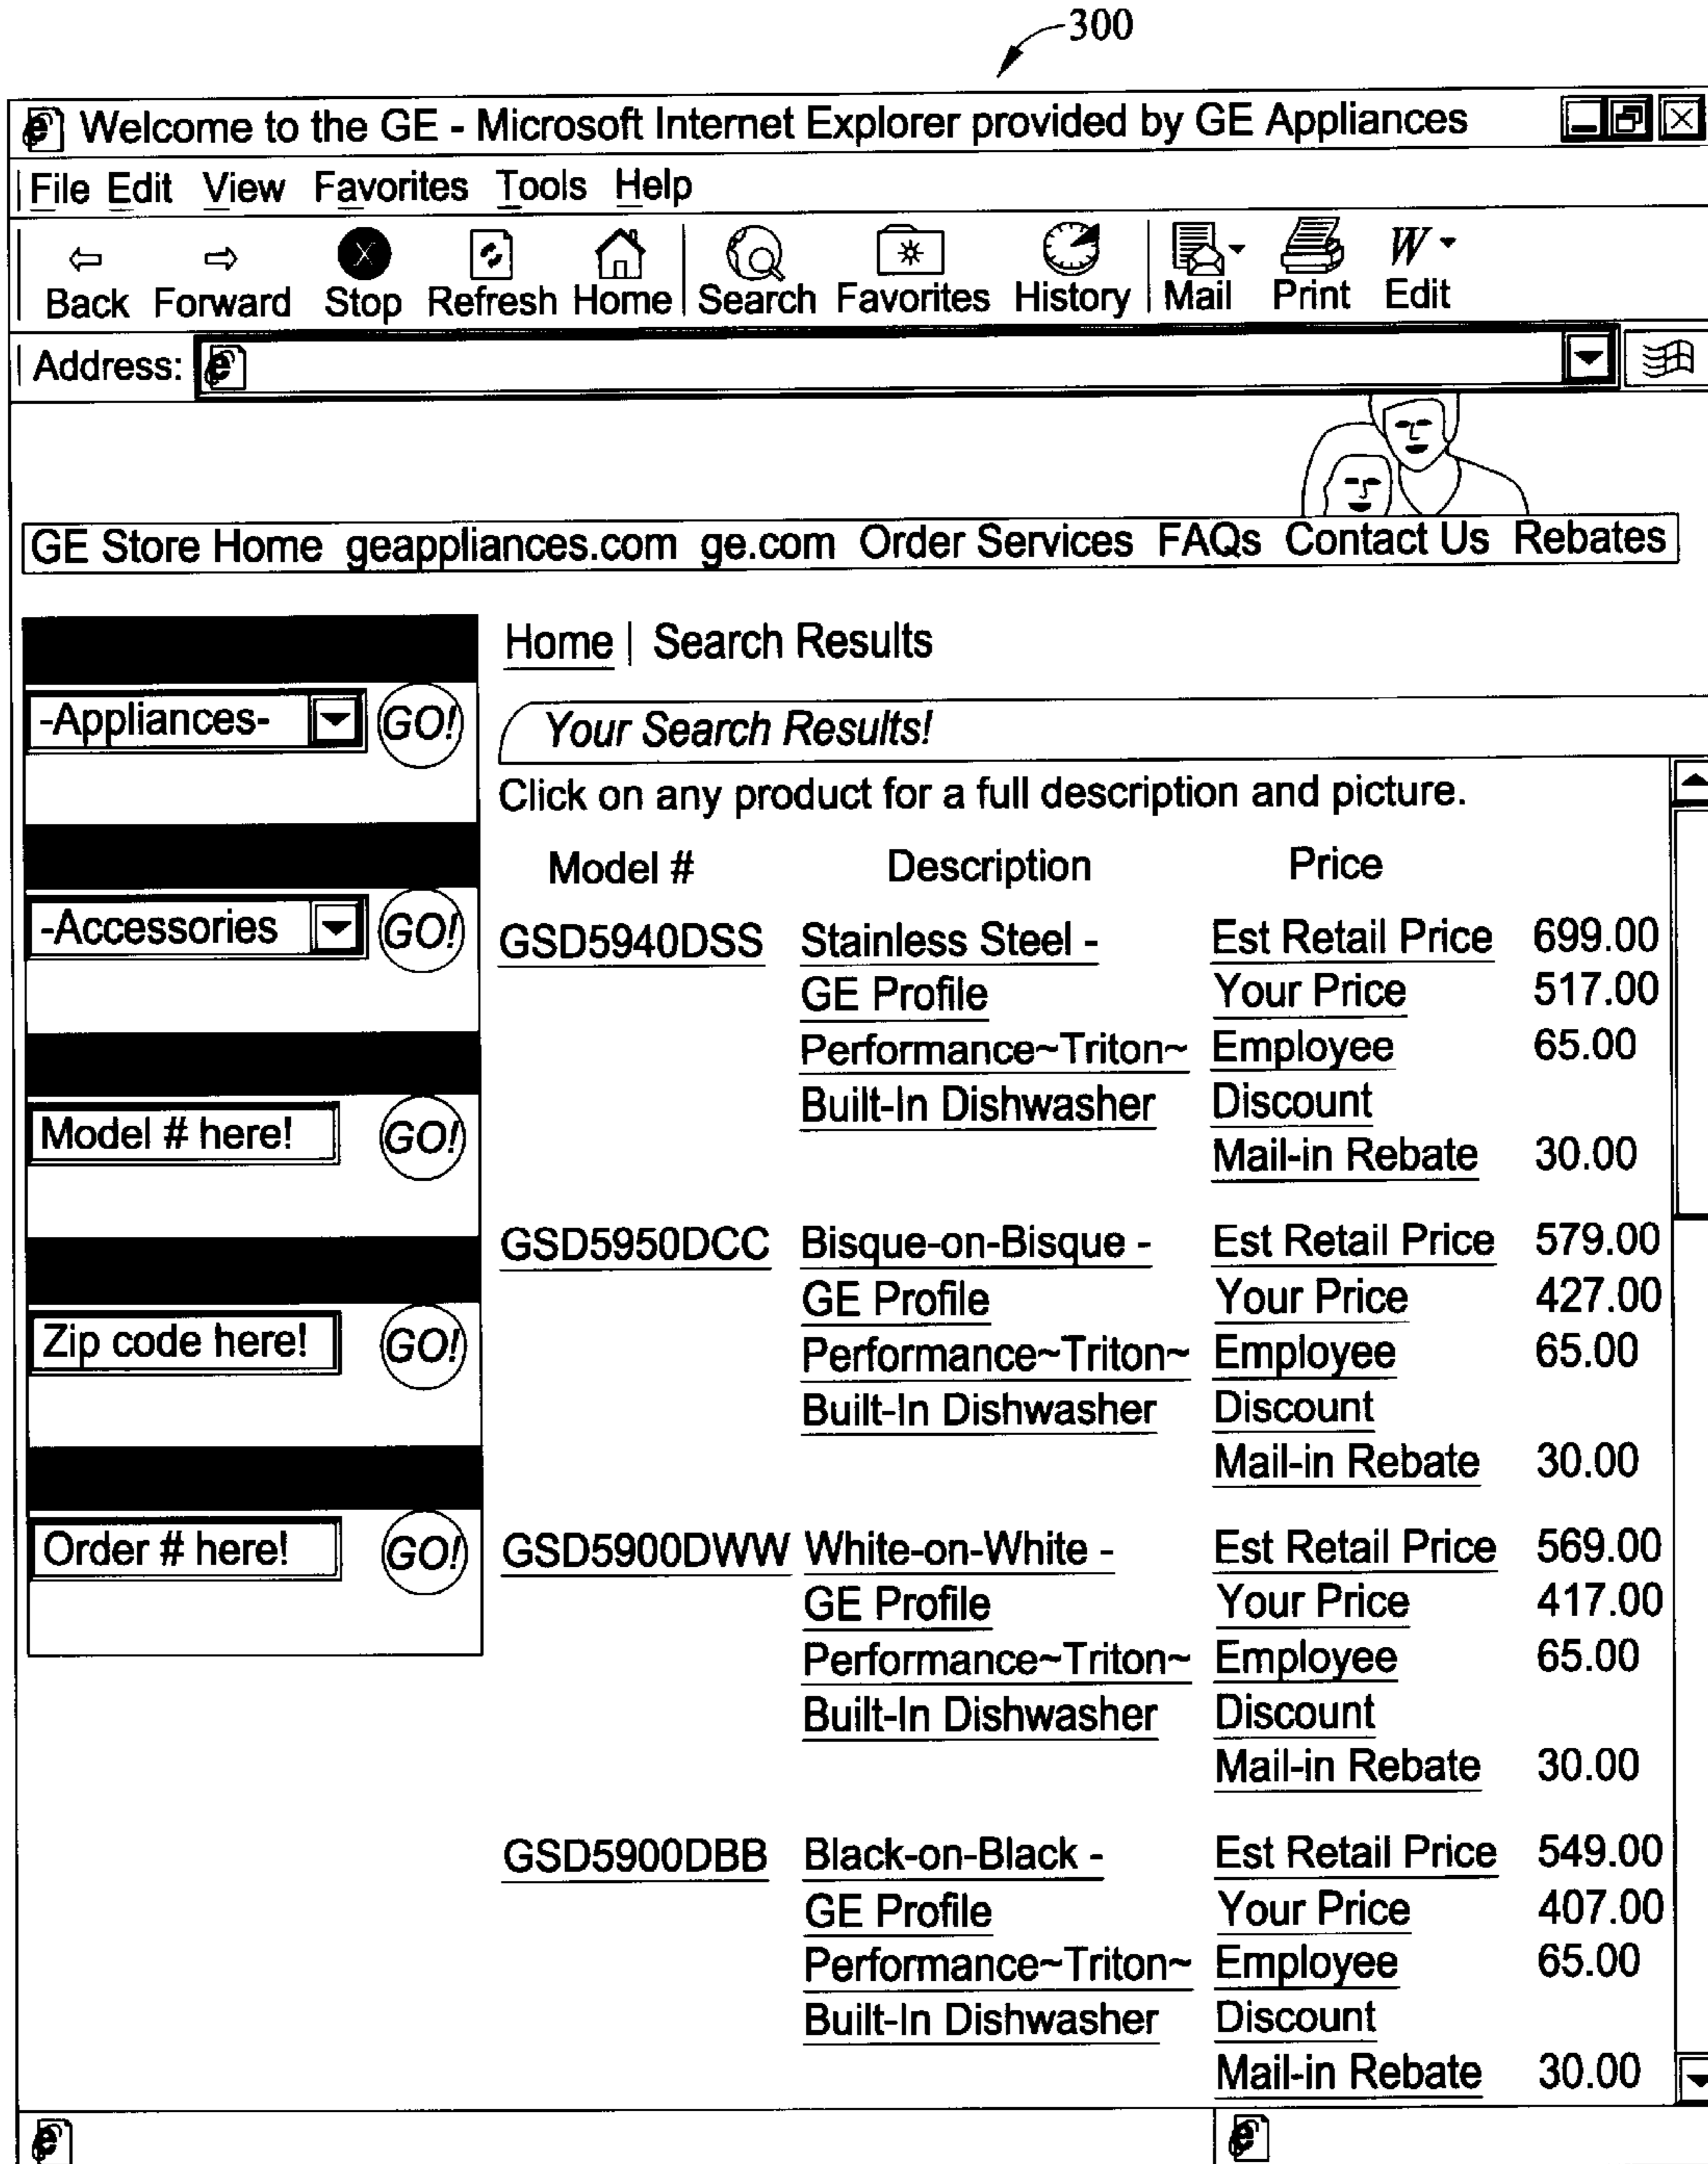 300
Welcome to the GE - Microsoft Internet Explorer provided by GE Appliances
File Edit View Favorites Tools Help
Back Forward Stop Refresh Home Search Favorites History Mail Print Edit
Address:
GE Store Home geappliances.com ge.com Order Services FAQs Contact Us Rebates
-Appliances- GO!
-Accessories GO!
Model # here! GO!
Zip code here! GO!
Order # here! GO!
Home | Search Results
Your Search Results!
Click on any product for a full description and picture.
Model # Description Price
GSD5940DSS Stainless Steel - Est Retail Price 699.00
GE Profile Your Price 517.00
Performance~Triton~ Employee 65.00
Built-In Dishwasher Discount
Mail-in Rebate 30.00
GSD5950DCC Bisque-on-Bisque - Est Retail Price 579.00
GE Profile Your Price 427.00
Performance~Triton~ Employee 65.00
Built-In Dishwasher Discount
Mail-in Rebate 30.00
GSD5900DWW White-on-White - Est Retail Price 569.00
GE Profile Your Price 417.00
Performance~Triton~ Employee 65.00
Built-In Dishwasher Discount
Mail-in Rebate 30.00
GSD5900DBB Black-on-Black - Est Retail Price 549.00
GE Profile Your Price 407.00
Performance~Triton~ Employee 65.00
Built-In Dishwasher Discount
Mail-in Rebate 30.00